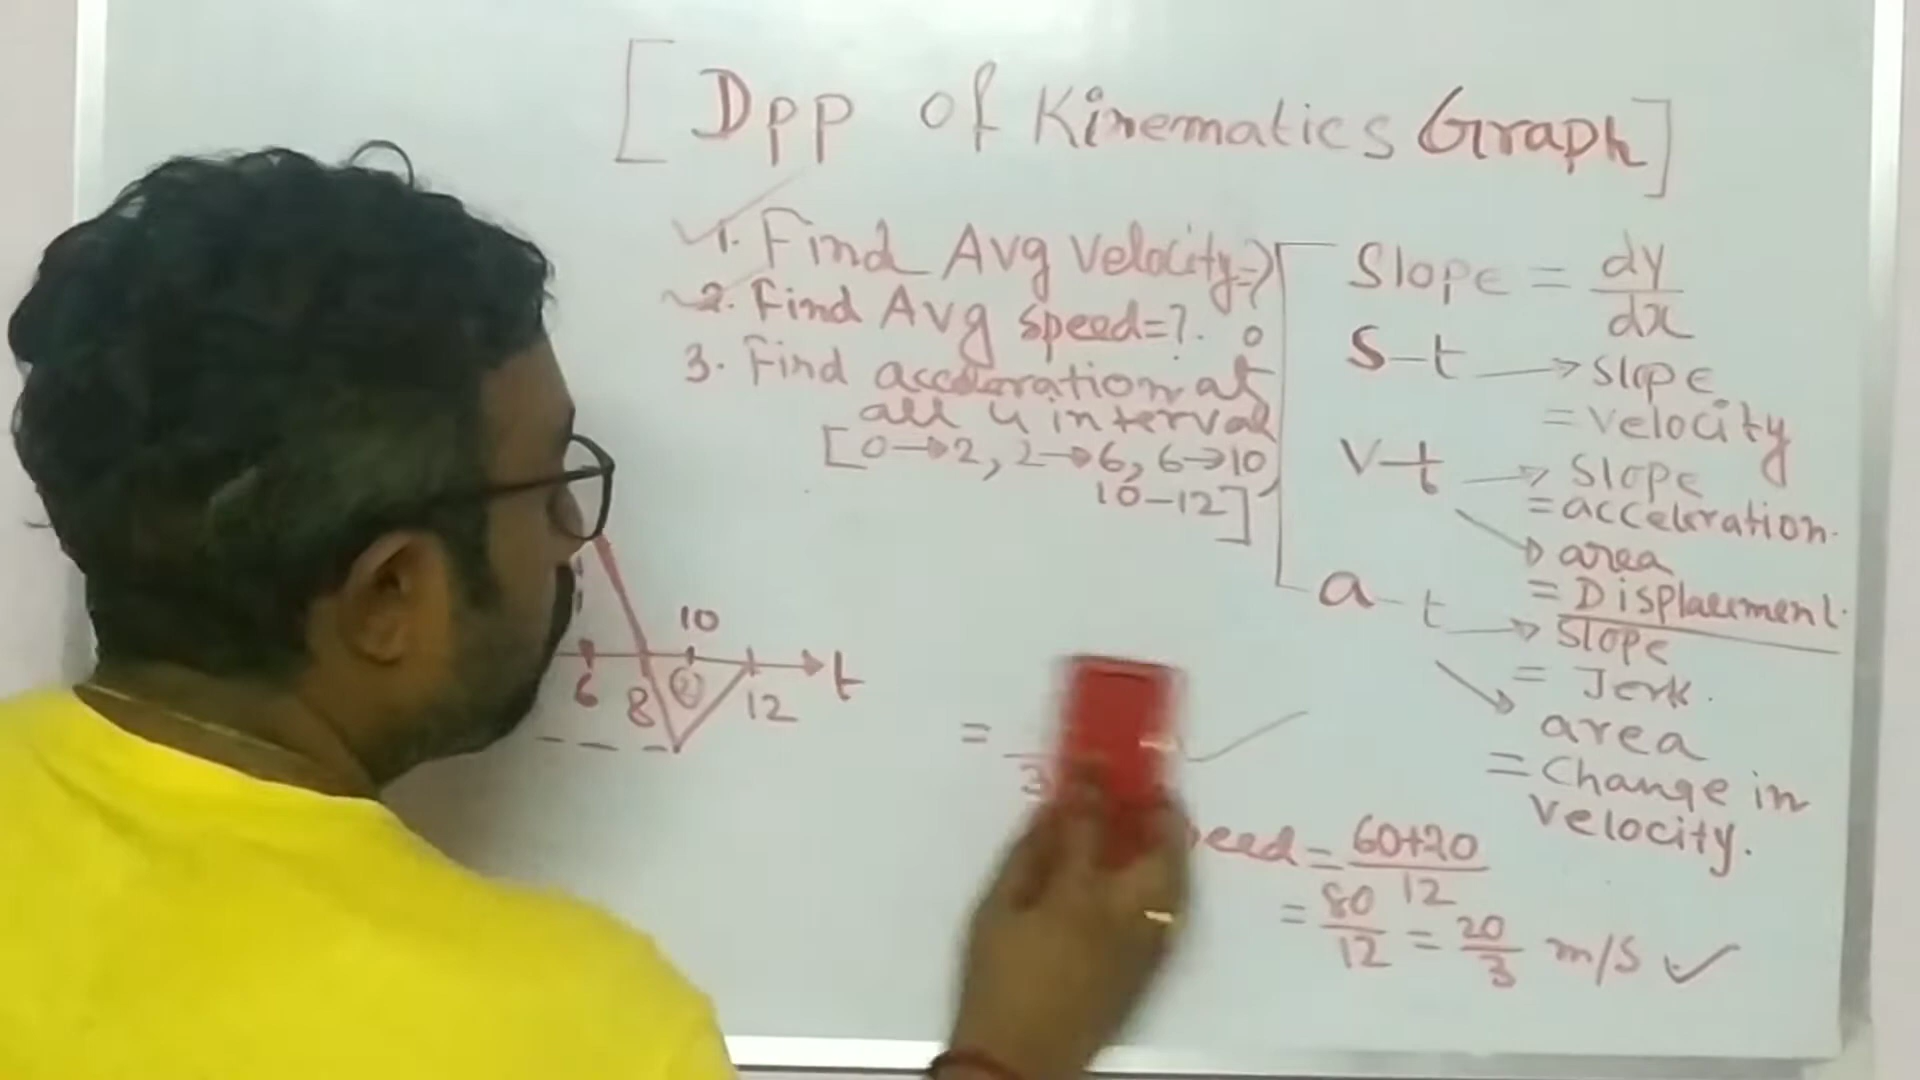 [Dpp of Kinematics Graph]
1. Find Avg Velocity=?
2. Find Avg Speed=?.
3. Find acceleration at
all 4 interval
[0→2, 2→6, 6→10,
10-12]
Slope = dy/dx
S-t → slope
= velocity
V-t → slope
= acceleration.
→ area
= Displacement.
a-t → slope
= Jerk.
→ area
= Change in
velocity.
10
6 8 2 12 t
=
3
peed = 60+20/12
= 80/12 = 20/3 m/s ✓